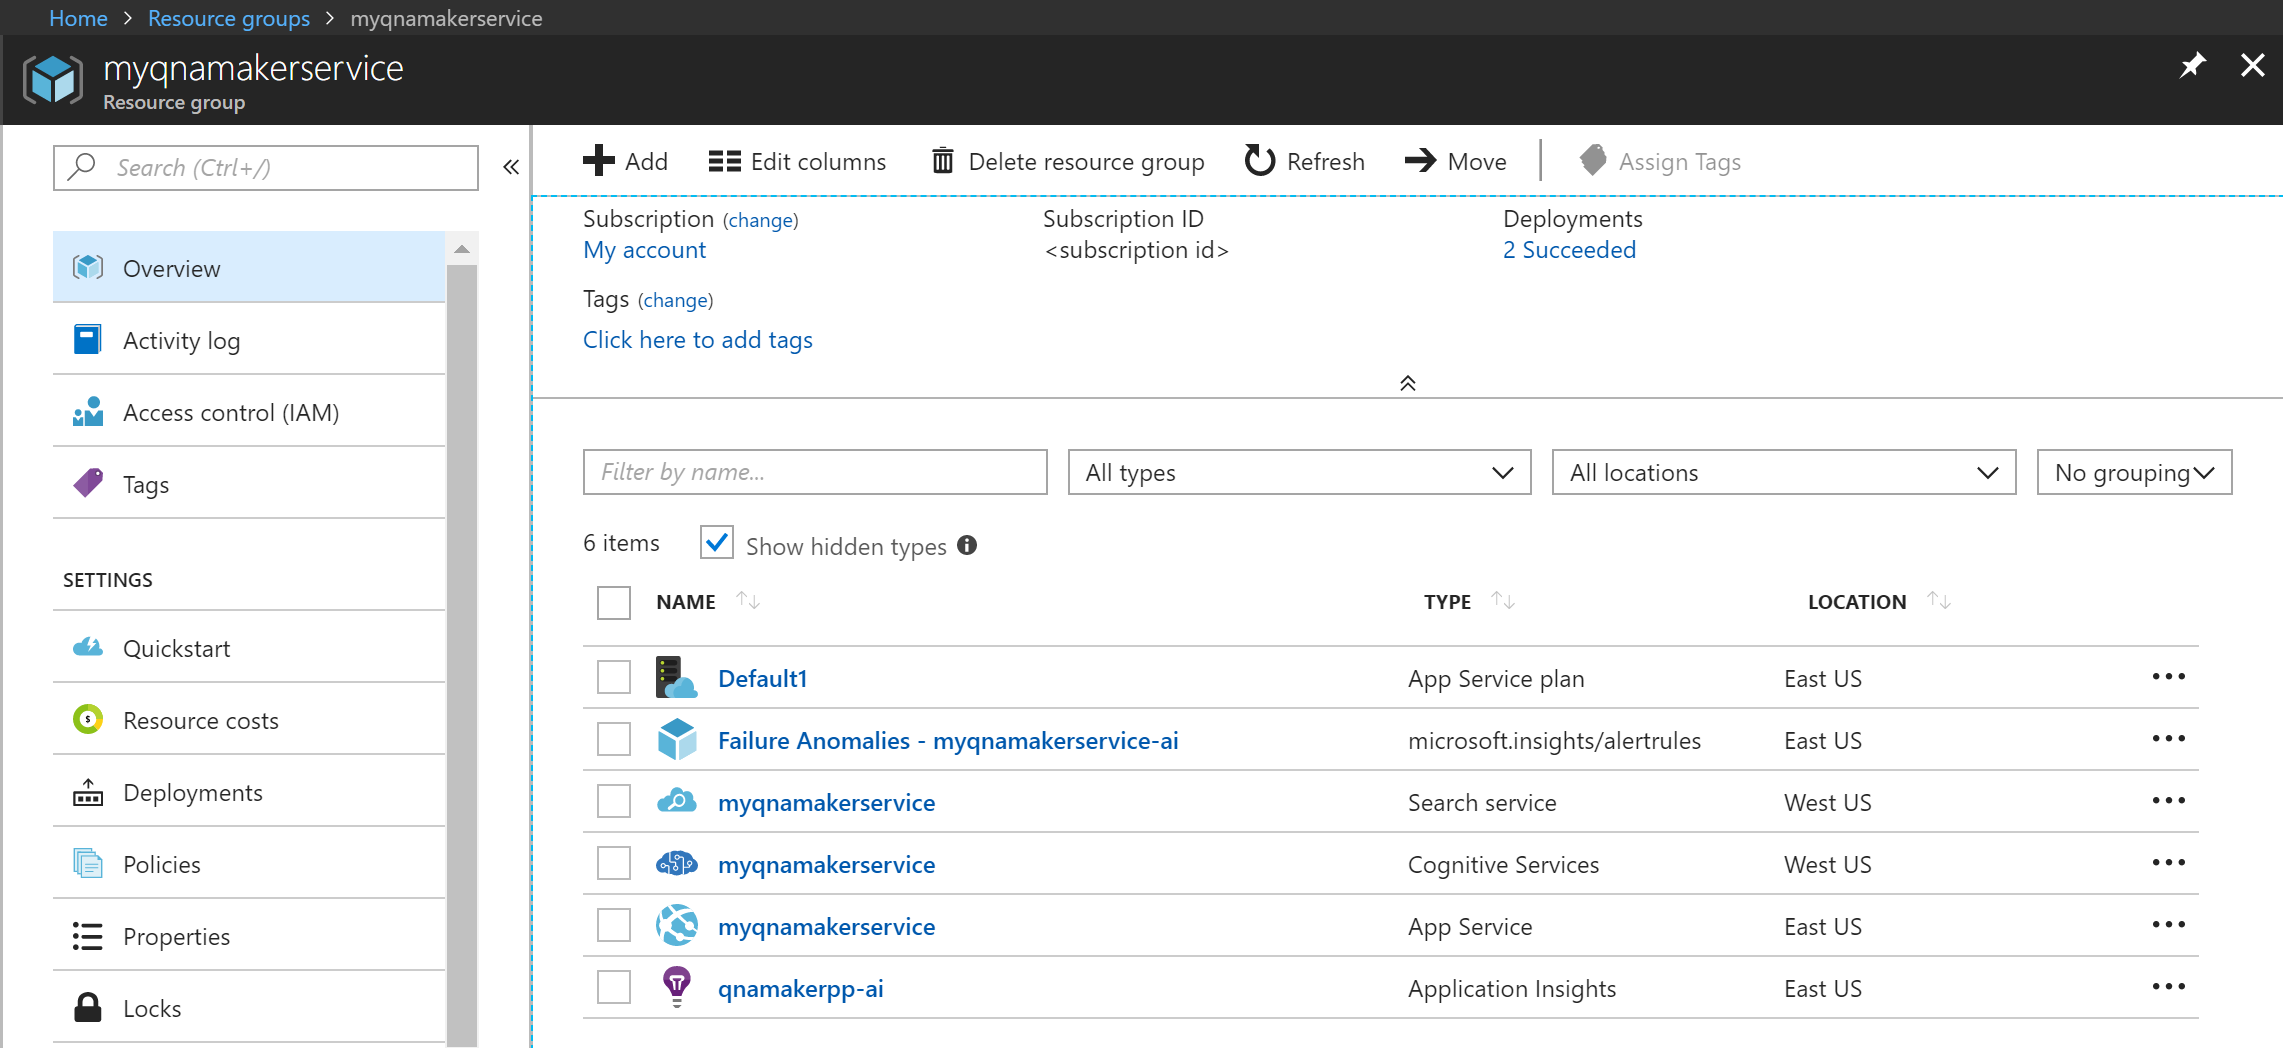 Home > Resource groups > myqnamakerservice
myqnamakerservice
Resource group
Search (Ctrl+/)
Overview
Activity log
Access control (IAM)
Tags
SETTINGS
Quickstart
Resource costs
Deployments
Policies
Properties
Locks
Add Edit columns Delete resource group Refresh Move Assign Tags
Subscription (change) Subscription ID Deployments
My account <subscription id> 2 Succeeded
Tags (change)
Click here to add tags
Filter by name... All types All locations No grouping
6 items Show hidden types
NAME TYPE LOCATION
Default1 App Service plan East US
Failure Anomalies - myqnamakerservice-ai microsoft.insights/alertrules East US
myqnamakerservice Search service West US
myqnamakerservice Cognitive Services West US
myqnamakerservice App Service East US
qnamakerpp-ai Application Insights East US